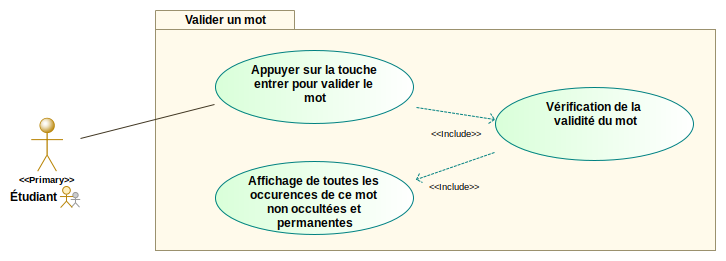 Valider un mot
Appuyer sur la touche
entrer pour valider le
mot
Vérification de la
validité du mot
<<Include>>
<<Primary>>
Étudiant
Affichage de toutes les
occurences de ce mot
non occultées et
permanentes
<<Include>>